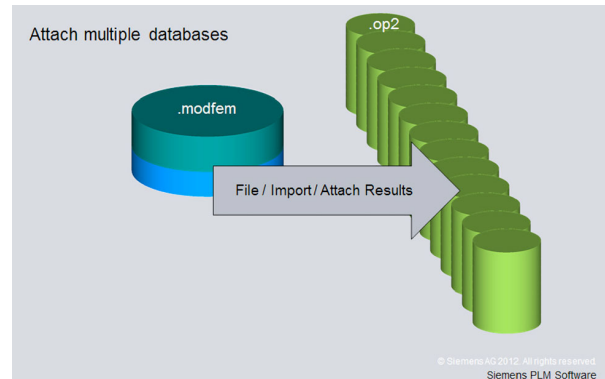 Attach multiple databases
.op2
.modfem
File / Import / Attach Results
© Siemens AG 2012. All rights reserved.
Siemens PLM Software